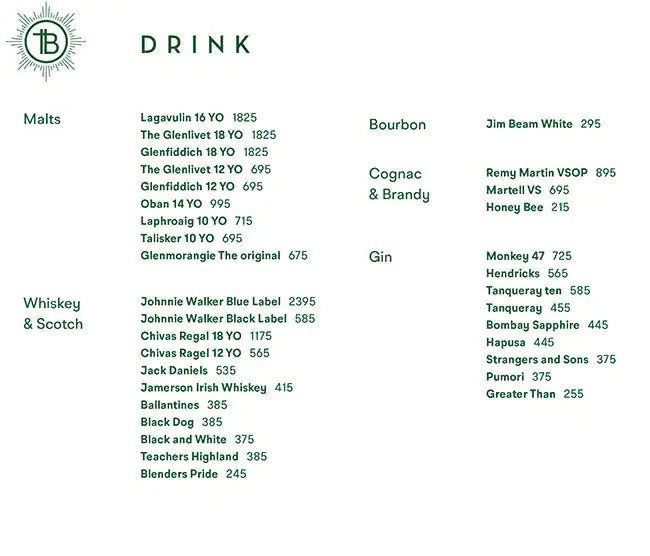 TB
DRINK
Malts
Lagavulin 16 YO 1825
The Glenlivet 18 YO 1825
Glenfiddich 18 YO 1825
The Glenlivet 12 YO 695
Glenfiddich 12 YO 695
Oban 14 YO 995
Laphroaig 10 YO 715
Talisker 10 YO 695
Glenmorangie The original 675
Whiskey
& Scotch
Johnnie Walker Blue Label 2395
Johnnie Walker Black Label 585
Chivas Regal 18 YO 1175
Chivas Ragel 12 YO 565
Jack Daniels 535
Jamerson Irish Whiskey 415
Ballantines 385
Black Dog 385
Black and White 375
Teachers Highland 385
Blenders Pride 245
Bourbon
Jim Beam White 295
Cognac
& Brandy
Remy Martin VSOP 895
Martell VS 695
Honey Bee 215
Gin
Monkey 47 725
Hendricks 565
Tanqueray ten 585
Tanqueray 455
Bombay Sapphire 445
Hapusa 445
Strangers and Sons 375
Pumori 375
Greater Than 255